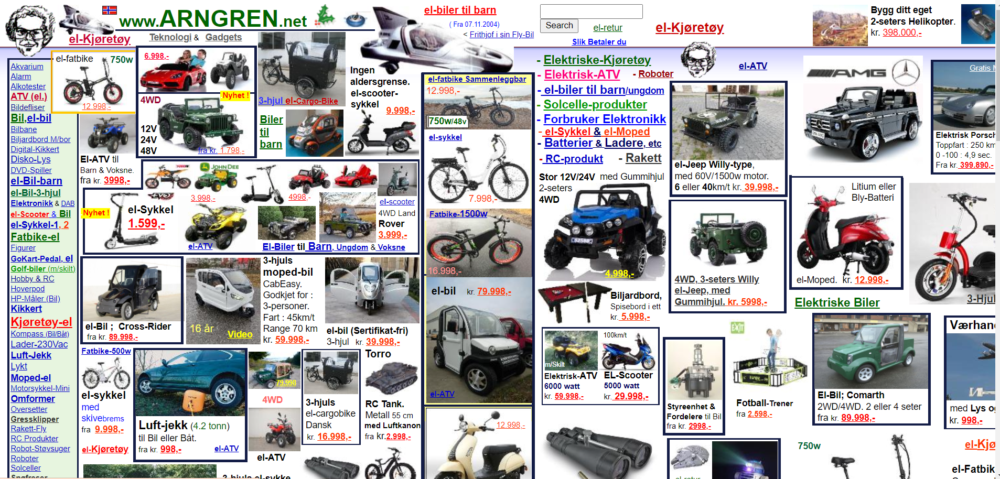 www.ARNGREN.net
el-Kjøretøy
Teknologi & Gadgets
el-biler til barn
( Fra 07.11.2004)
< Frithjof i sin Fly-Bil
Search
el-retur
Slik Betaler du
el-Kjøretøy
Bygg ditt eget
2-seters Helikopter.
kr. 398.000,-
Akvarium
Alarm
Alkotester
ATV (el.)
Bildefliser
Bil,el-bil
Bilbane
Biljardbord M/bor
Digital-Kikkert
Disko-Lys
DVD-Spiller
el-Bil-barn
el-Bil-3-hjul
Elektronikk & DAB
el-Scooter & Bil
el-Sykkel-1, 2
Fatbike-el
Figurer
GoKart-Pedal, el
Golf-biler (m/skilt)
Hobby & RC
Hoverpod
HP-Måler (Bil)
Kikkert
Kjøretøy-el
Kompass (Bil/Båt)
Lader-230Vac
Luft-Jekk
Lykt
Moped-el
Motorsykkel-Mini
Omformer
Oversetter
Gressklipper
Rakett-Fly
RC Produkter
Robot-Støvsuger
Roboter
Solceller
el-fatbike 750w
12.998,-
6.998,-
4WD
Nyhet !
12V
24V
48V
fra kr. 1.798,-
3-hjul el-Cargo-Bike
Biler
til
barn
Ingen
aldersgrense.
el-scooter-
sykkel
9.998,-
El-ATV til
Barn & Voksne.
fra kr. 3998,-
JOHN DEE
3.998,-
4998,-
el-scooter
4WD Land
Rover
3.999,-
Nyhet !
EVO
el-Sykkel
1.599,-
el-ATV
El-Biler til Barn, Ungdom & Voksne
el-Bil ; Cross-Rider
fra kr. 89.998,-
16 år
Video
3-hjuls
moped-bil
CabEasy.
Godkjet for :
3-personer.
Fart : 45km/t
Range 70 km
kr. 59.998,-
el-bil (Sertifikat-fri)
3-hjul kr. 39.998,-
Fatbike-500w
el-sykkel
med
skivebrems
fra 9.998,-
el-Kjøretøy
Luft-jekk (4.2 tonn)
til Bil eller Båt.
fra kr. 998,-
el-ATV
79.998
4WD
el-ATV
3-hjuls
el-cargobike
Dansk
kr. 16.998,-
Torro
RC Tank.
Metall 55 cm
med Luftkanon
fra kr.2.998,-
3-hjuls el-sykke
el-fatbike Sammenleggbar
12.998,-
750w/48v
el-sykkel
7.998,-
Fatbike-1500w
16.998,-
el-bil kr. 79.998,-
el-ATV
12.998,-
- Elektriske-Kjøretøy
- Elektrisk-ATV - Roboter
- el-biler til barn/ungdom
- Solcelle-produkter
- Forbruker Elektronikk
- el-Sykkel & el-Moped
- Batterier & Ladere, etc
- RC-produkt - Rakett
el-ATV
Stor 12V/24V med Gummihjul
2-seters
4WD
4.998,-
Biljardbord,
Spisebord i ett
kr. 5.998,-
m/Skilt
Elektrisk-ATV
6000 watt
kr. 59.998,-
100km/t
EL-Scooter
5000 watt
kr. 29.998,-
el-Jeep Willy-type,
med 60V/1500w motor.
6 eller 40km/t kr. 39.998,-
4WD, 3-seters Willy
el-Jeep, med
Gummihjul. kr. 5998,-
Styreenhet &
Fordelere til Bil
fra kr. 2998,-
EXIT
Fotball-Trener
fra 2.598,-
el-retur
AMG
Gratis
Elektrisk Porsch
Toppfart : 250 km
0 -100 : 4,9 sec.
Fra kr. 399.890,-
Litium eller
Bly-Batteri
el-Moped. kr. 12.998,-
3-Hjul
Elektriske Biler
El-Bil; Comarth
2WD/4WD. 2 eller 4 seter
fra kr. 89.998,-
Værhan
med Lys o
kr. 998,-
750w
el-Kjø
el-Fatbik